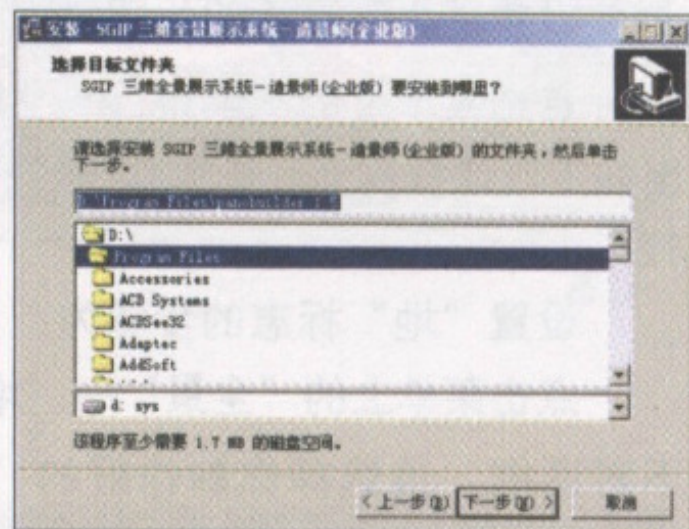 安装 - SGIP 三维全景展示系统－造景师(企业版)
选择目标文件夹
SGIP 三维全景展示系统－造景师(企业版) 要安装到哪里？
请选择安装 SGIP 三维全景展示系统－造景师(企业版) 的文件夹，然后单击
下一步。
D:\Program Files\panobuilder 1.5
D:\
Program Files
Accessories
ACD Systems
ACDSee32
Adaptec
AddSoft
d: sys
该程序至少需要 1.7 MB 的磁盘空间。
<上一步(B) 下一步(N) > 取消